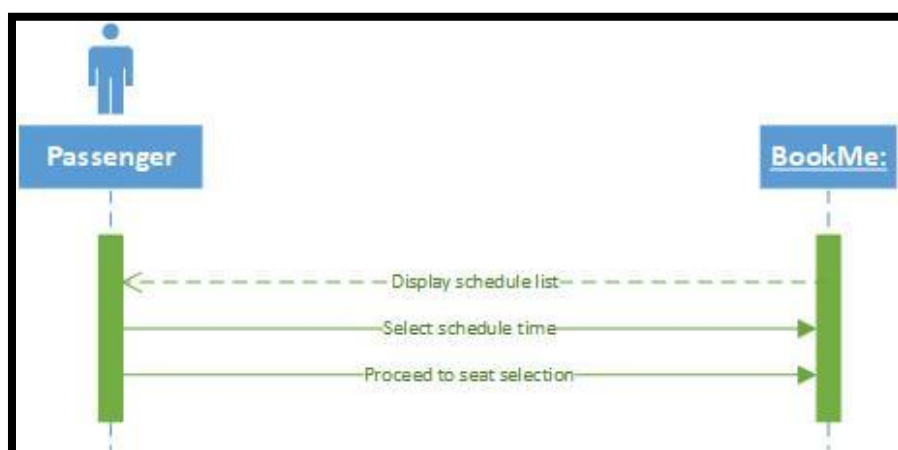 Passenger
BookMe:
Display schedule list
Select schedule time
Proceed to seat selection